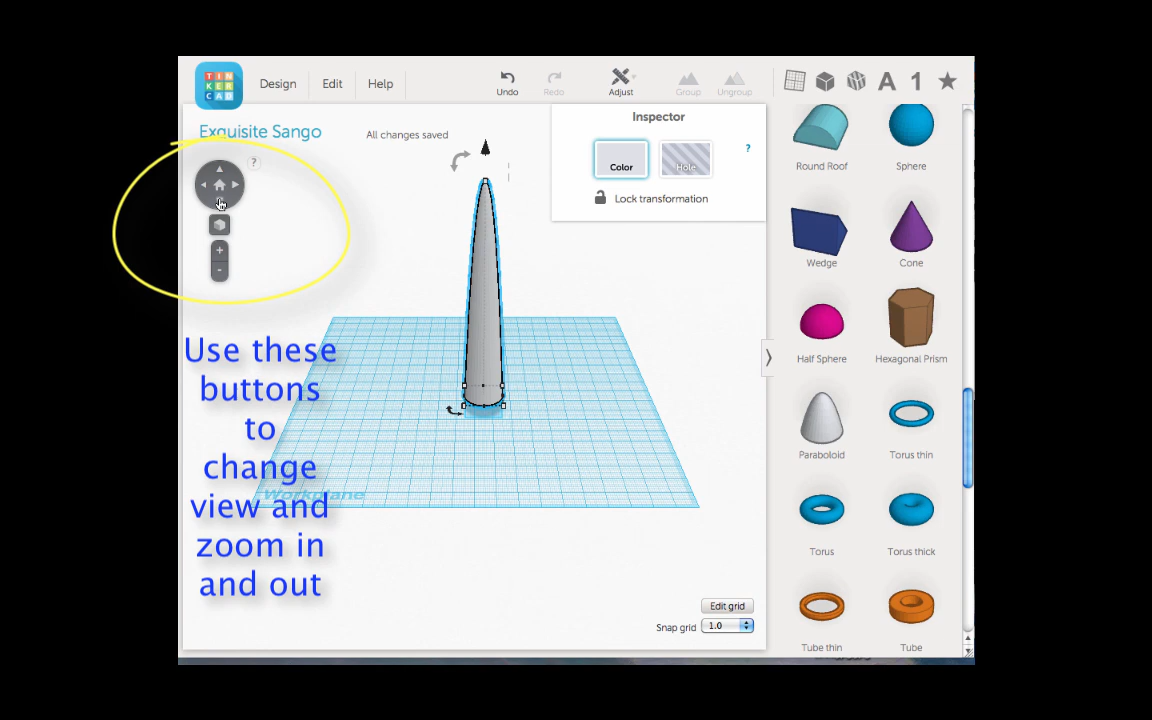 TIN
KER
CAD
Design
Edit
Help
Undo
Redo
Adjust
Group
Ungroup
A
1
Exquisite Sango
All changes saved
?
Inspector
Color
Hole
?
Lock transformation
Round Roof
Sphere
Wedge
Cone
Half Sphere
Hexagonal Prism
Paraboloid
Torus thin
Torus
Torus thick
Tube thin
Tube
+
-
Use these
buttons
to
change
view and
zoom in
and out
Workplane
Edit grid
Snap grid
1.0